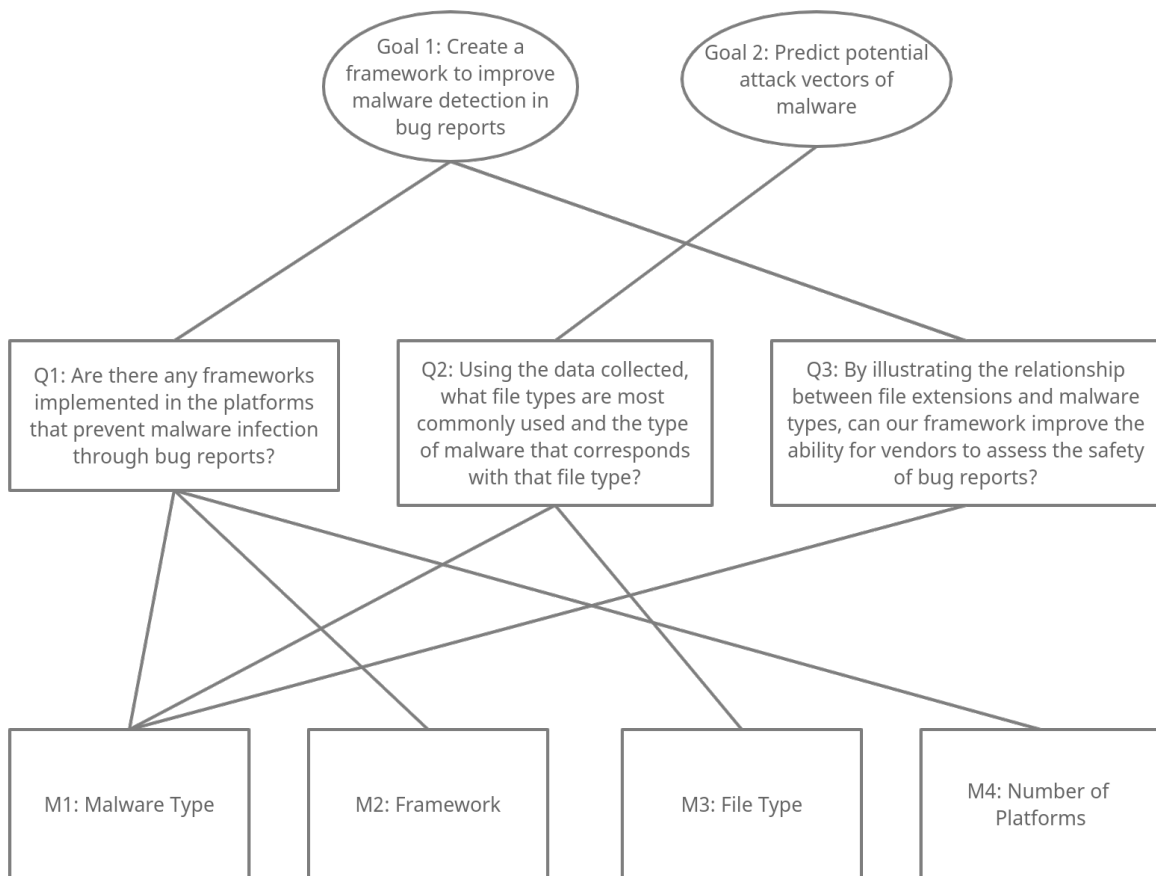 Goal 1: Create a
framework to improve
malware detection in
bug reports
Goal 2: Predict potential
attack vectors of
malware
Q1: Are there any frameworks
implemented in the platforms
that prevent malware infection
through bug reports?
Q2: Using the data collected,
what file types are most
commonly used and the type
of malware that corresponds
with that file type?
Q3: By illustrating the relationship
between file extensions and malware
types, can our framework improve the
ability for vendors to assess the safety
of bug reports?
M1: Malware Type
M2: Framework
M3: File Type
M4: Number of
Platforms